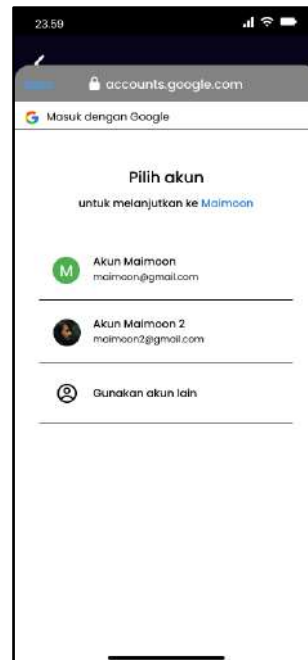 23.59
accounts.google.com
G Masuk dengan Google
Pilih akun
untuk melanjutkan ke Maimoon
M Akun Maimoon
maimoon@gmail.com
Akun Maimoon 2
maimoon2@gmail.com
Gunakan akun lain